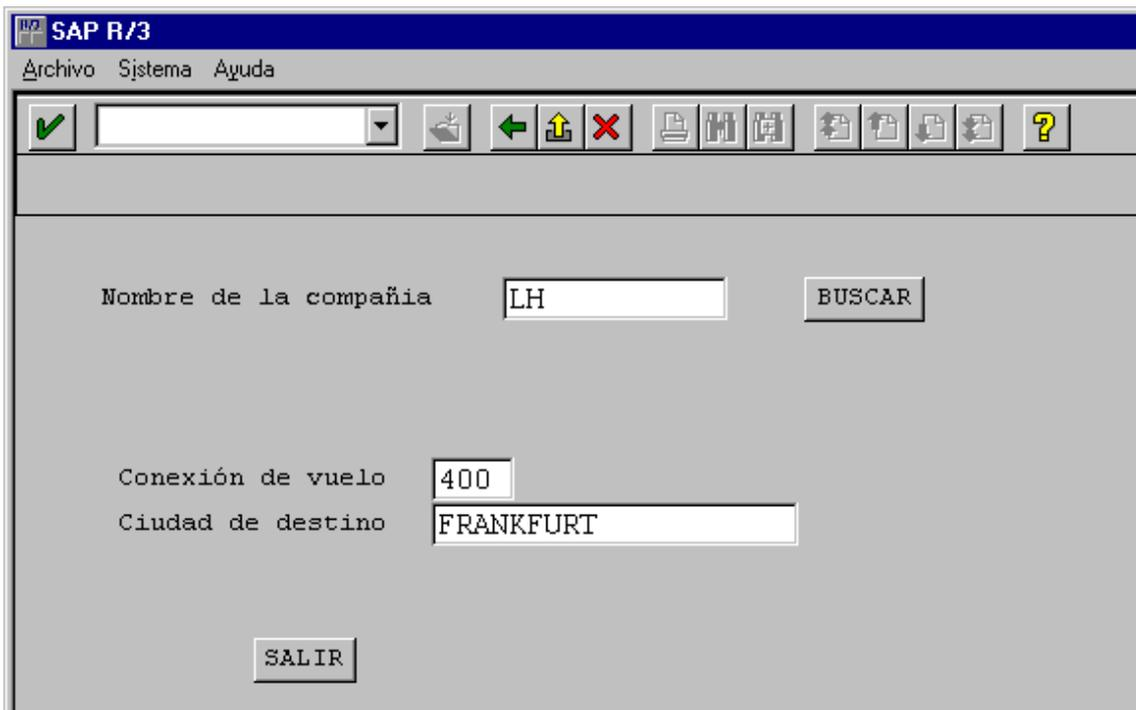 SAP R/3
Archivo Sistema Ayuda
Nombre de la compañia LH BUSCAR
Conexión de vuelo 400
Ciudad de destino FRANKFURT
SALIR